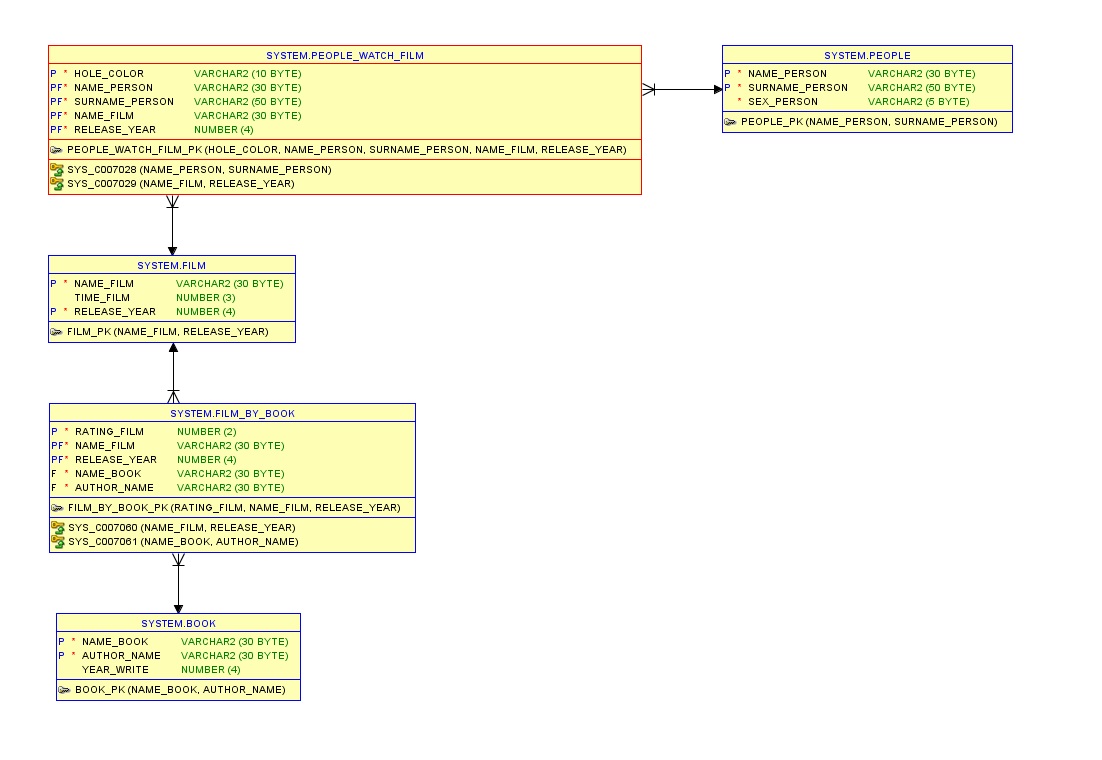 SYSTEM.PEOPLE_WATCH_FILM
P * HOLE_COLOR VARCHAR2 (10 BYTE)
PF* NAME_PERSON VARCHAR2 (30 BYTE)
PF* SURNAME_PERSON VARCHAR2 (50 BYTE)
PF* NAME_FILM VARCHAR2 (30 BYTE)
PF* RELEASE_YEAR NUMBER (4)
PEOPLE_WATCH_FILM_PK (HOLE_COLOR, NAME_PERSON, SURNAME_PERSON, NAME_FILM, RELEASE_YEAR)
SYS_C007028 (NAME_PERSON, SURNAME_PERSON)
SYS_C007029 (NAME_FILM, RELEASE_YEAR)
SYSTEM.PEOPLE
P * NAME_PERSON VARCHAR2 (30 BYTE)
P * SURNAME_PERSON VARCHAR2 (50 BYTE)
* SEX_PERSON VARCHAR2 (5 BYTE)
PEOPLE_PK (NAME_PERSON, SURNAME_PERSON)
SYSTEM.FILM
P * NAME_FILM VARCHAR2 (30 BYTE)
TIME_FILM NUMBER (3)
P * RELEASE_YEAR NUMBER (4)
FILM_PK (NAME_FILM, RELEASE_YEAR)
SYSTEM.FILM_BY_BOOK
P * RATING_FILM NUMBER (2)
PF* NAME_FILM VARCHAR2 (30 BYTE)
PF* RELEASE_YEAR NUMBER (4)
F * NAME_BOOK VARCHAR2 (30 BYTE)
F * AUTHOR_NAME VARCHAR2 (30 BYTE)
FILM_BY_BOOK_PK (RATING_FILM, NAME_FILM, RELEASE_YEAR)
SYS_C007060 (NAME_FILM, RELEASE_YEAR)
SYS_C007061 (NAME_BOOK, AUTHOR_NAME)
SYSTEM.BOOK
P * NAME_BOOK VARCHAR2 (30 BYTE)
P * AUTHOR_NAME VARCHAR2 (30 BYTE)
YEAR_WRITE NUMBER (4)
BOOK_PK (NAME_BOOK, AUTHOR_NAME)